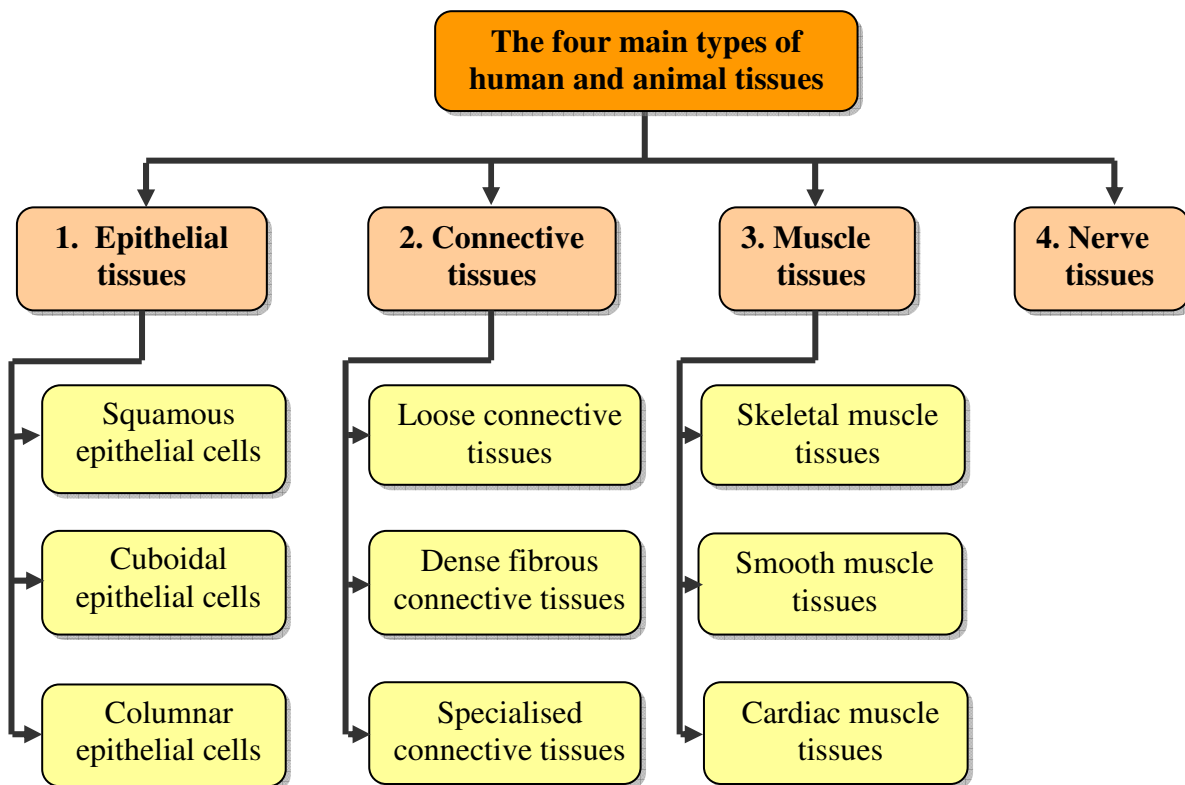 The four main types of
human and animal tissues
1. Epithelial
tissues
2. Connective
tissues
3. Muscle
tissues
4. Nerve
tissues
Squamous
epithelial cells
Cuboidal
epithelial cells
Columnar
epithelial cells
Loose connective
tissues
Dense fibrous
connective tissues
Specialised
connective tissues
Skeletal muscle
tissues
Smooth muscle
tissues
Cardiac muscle
tissues